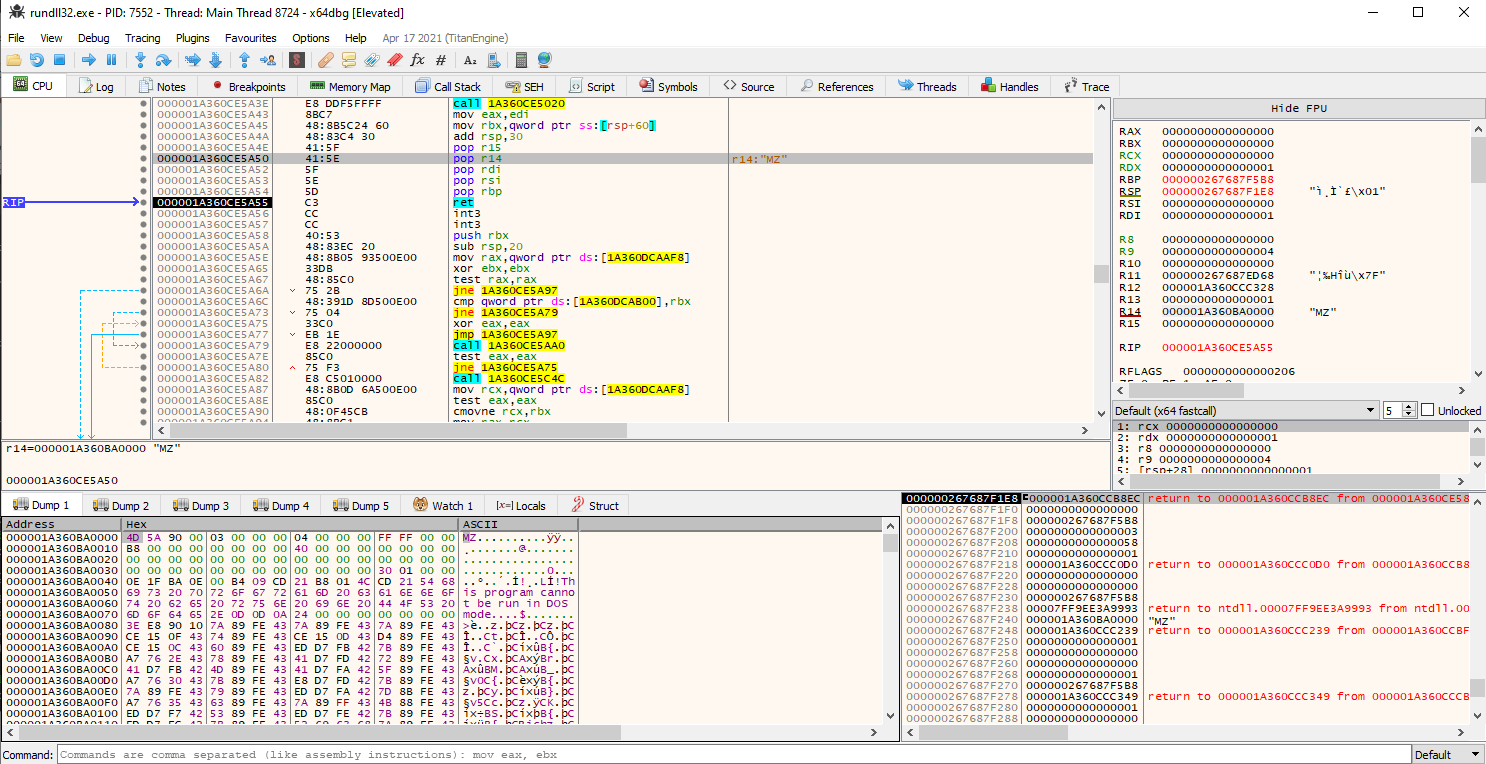 rundll32.exe - PID: 7552 - Thread: Main Thread 8724 - x64dbg [Elevated]
File View Debug Tracing Plugins Favourites Options Help Apr 17 2021 (TitanEngine)
CPU Log Notes Breakpoints Memory Map Call Stack SEH Script Symbols Source References Threads Handles Trace
000001A360CE5A3E E8 DDF5FFFF call 1A360CE5020
000001A360CE5A43 8BC7 mov eax,edi
000001A360CE5A45 48:8B5C24 60 mov rbx,qword ptr ss:[rsp+60]
000001A360CE5A4A 48:83C4 30 add rsp,30
000001A360CE5A4E 41:5F pop r15
000001A360CE5A50 41:5E pop r14 r14:"MZ"
000001A360CE5A52 5F pop rdi
000001A360CE5A53 5E pop rsi
000001A360CE5A54 5D pop rbp
RIP 000001A360CE5A55 C3 ret
000001A360CE5A56 CC int3
000001A360CE5A57 CC int3
000001A360CE5A58 40:53 push rbx
000001A360CE5A5A 48:83EC 20 sub rsp,20
000001A360CE5A5E 48:8B05 93500E00 mov rax,qword ptr ds:[1A360DCAAF8]
000001A360CE5A65 33DB xor ebx,ebx
000001A360CE5A67 48:85C0 test rax,rax
000001A360CE5A6A 75 2B jne 1A360CE5A97
000001A360CE5A6C 48:391D 8D500E00 cmp qword ptr ds:[1A360DCAB00],rbx
000001A360CE5A73 75 04 jne 1A360CE5A79
000001A360CE5A75 33C0 xor eax,eax
000001A360CE5A77 EB 1E jmp 1A360CE5A97
000001A360CE5A79 E8 22000000 call 1A360CE5AA0
000001A360CE5A7E 85C0 test eax,eax
000001A360CE5A80 75 F3 jne 1A360CE5A75
000001A360CE5A82 E8 C5010000 call 1A360CE5C4C
000001A360CE5A87 48:8B0D 6A500E00 mov rcx,qword ptr ds:[1A360DCAAF8]
000001A360CE5A8E 85C0 test eax,eax
000001A360CE5A90 48:0F45CB cmovne rcx,rbx
r14=000001A360BA0000 "MZ"
000001A360CE5A50
Hide FPU
RAX 0000000000000000
RBX 0000000000000000
RCX 0000000000000000
RDX 0000000000000001
RBP 000000267687F5B8
RSP 000000267687F1E8 "ì¸Ì`£\x01"
RSI 0000000000000000
RDI 0000000000000001
R8 0000000000000000
R9 0000000000000004
R10 0000000000000000
R11 000000267687ED68 "¦‰Hîù\x7F"
R12 000001A360CCC328
R13 0000000000000001
R14 000001A360BA0000 "MZ"
R15 0000000000000000
RIP 000001A360CE5A55
RFLAGS 0000000000000206
Default (x64 fastcall) 5 Unlocked
1: rcx 0000000000000000
2: rdx 0000000000000001
3: r8 0000000000000000
4: r9 0000000000000004
5: [rsp+28] 0000000000000001
Dump 1 Dump 2 Dump 3 Dump 4 Dump 5 Watch 1 [x=] Locals Struct
Address Hex ASCII
000001A360BA0000 4D 5A 90 00 03 00 00 00 04 00 00 00 FF FF 00 00 MZ..........ÿÿ..
000001A360BA0010 B8 00 00 00 00 00 00 00 40 00 00 00 00 00 00 00 ¸.......@.......
000001A360BA0020 00 00 00 00 00 00 00 00 00 00 00 00 00 00 00 00 ................
000001A360BA0030 00 00 00 00 00 00 00 00 00 00 00 00 30 01 00 00 ............0...
000001A360BA0040 0E 1F BA 0E 00 B4 09 CD 21 B8 01 4C CD 21 54 68 ..º..´.Í!¸.LÍ!Th
000001A360BA0050 69 73 20 70 72 6F 67 72 61 6D 20 63 61 6E 6E 6F is program canno
000001A360BA0060 74 20 62 65 20 72 75 6E 20 69 6E 20 44 4F 53 20 t be run in DOS
000001A360BA0070 6D 6F 64 65 2E 0D 0D 0A 24 00 00 00 00 00 00 00 mode....$.......
000001A360BA0080 3E E8 90 10 7A 89 FE 43 7A 89 FE 43 7A 89 FE 43 >è..z.þCz.þCz.þC
000001A360BA0090 CE 15 0F 43 74 89 FE 43 CE 15 0D 43 D4 89 FE 43 Î..Ct.þCÎ..CÔ.þC
000001A360BA00A0 CE 15 0C 43 60 89 FE 43 ED D7 FB 42 7B 89 FE 43 Î..C`.þCí×ûB{.þC
000001A360BA00B0 A7 76 2E 43 78 89 FE 43 41 D7 FD 42 72 89 FE 43 §v.Cx.þCA×ýBr.þC
000001A360BA00C0 41 D7 FB 42 4D 89 FE 43 41 D7 FA 42 5F 89 FE 43 A×ûBM.þCA×úB_.þC
000001A360BA00D0 A7 76 30 43 7B 89 FE 43 E8 D7 FD 42 7B 89 FE 43 §v0C{.þCè×ýB{.þC
000001A360BA00E0 7A 89 FE 43 79 89 FE 43 ED D7 FA 42 7D 8B FE 43 z.þCy.þCí×úB}.þC
000001A360BA00F0 A7 76 35 43 63 89 FE 43 7A 89 FF 43 4B 88 FE 43 §v5Cc.þCz.ÿCK.þC
000001A360BA0100 ED D7 F7 42 53 89 FE 43 ED D7 FE 42 7B 89 FE 43 í×÷BS.þCí×þB{.þC
000000267687F1E8 000001A360CCB8EC return to 000001A360CCB8EC from 000001A360CE58
000000267687F1F0 0000000000000000
000000267687F1F8 000000267687F5B8
000000267687F200 0000000000000003
000000267687F208 0000000000000058
000000267687F210 0000000000000001
000000267687F218 000001A360CCC0D0 return to 000001A360CCC0D0 from 000001A360CCB8
000000267687F220 0000000000000000
000000267687F228 0000000000000000
000000267687F230 000000267687F5B8
000000267687F238 00007FF9EE3A9993 return to ntdll.00007FF9EE3A9993 from ntdll.00
000000267687F240 000001A360BA0000 "MZ"
000000267687F248 000001A360CCC239 return to 000001A360CCC239 from 000001A360CCBF
000000267687F250 0000000000000001
000000267687F258 0000000000000000
000000267687F260 0000000000000000
000000267687F268 0000000000000001
000000267687F270 000000267687F5B8
000000267687F278 000001A360CCC349 return to 000001A360CCC349 from 000001A360CCCB
000000267687F280 0000000000000001
000000267687F288 0000000000000000
Command: Commands are comma separated (like assembly instructions): mov eax, ebx Default